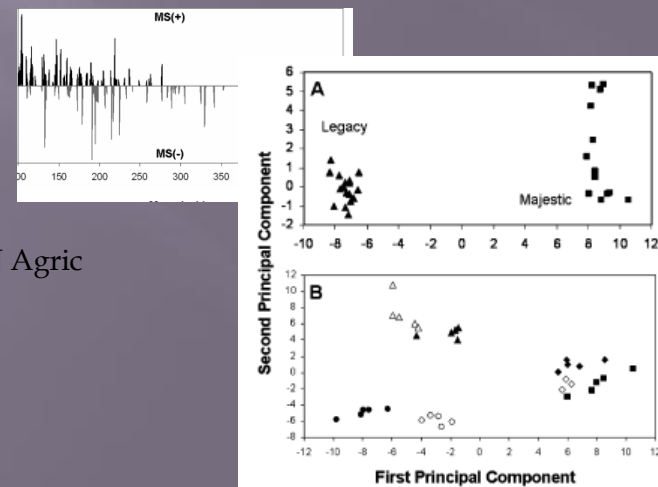 MS(+)
MS(-)
150 200 250 300 350
Agric
Second Principal Component
A
Legacy
Majestic
6
5
4
3
2
1
0
-1
-2
-10 -8 -6 -4 -2 0 2 4 6 8 10 12
B
12
10
8
6
4
2
0
-2
-4
-6
-8
-12 -10 -8 -6 -4 -2 0 2 4 6 8 10 12
First Principal Component